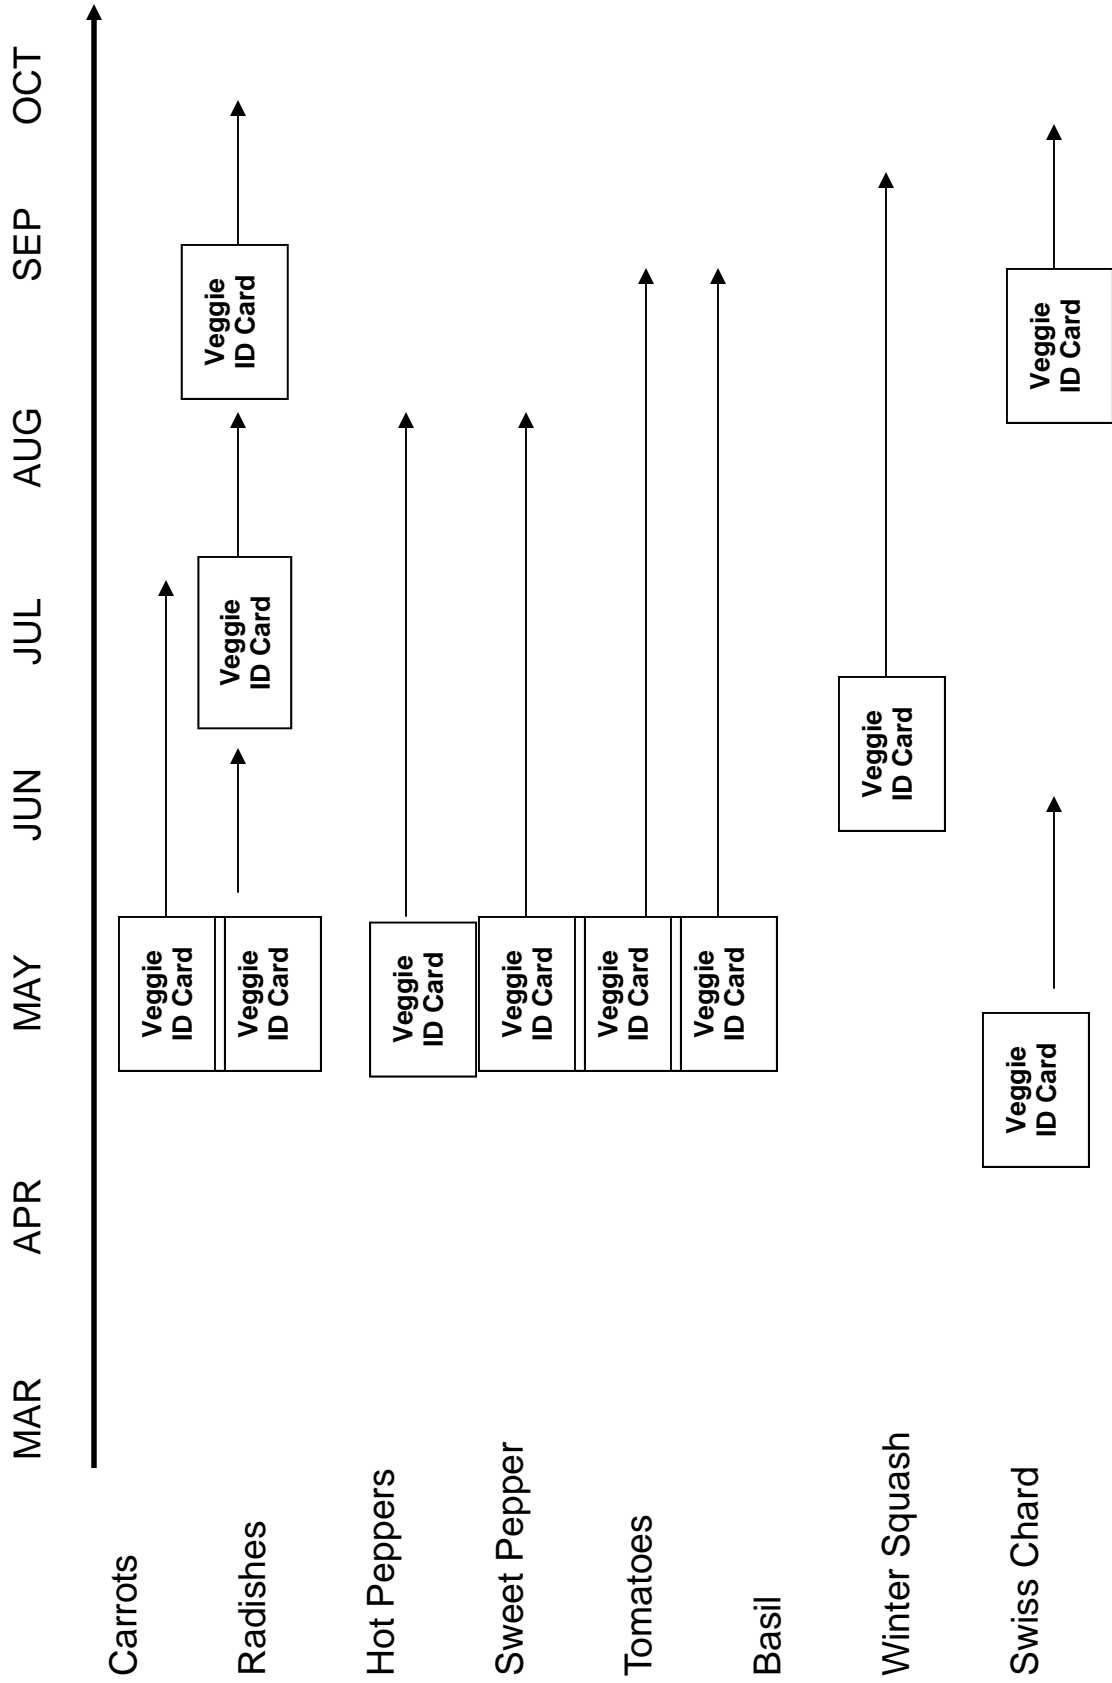 MAR APR MAY JUN JUL AUG SEP OCT
Carrots
Veggie
ID Card
Radishes
Veggie
ID Card
Veggie
ID Card
Veggie
ID Card
Hot Peppers
Veggie
ID Card
Sweet Pepper
Veggie
ID Card
Tomatoes
Veggie
ID Card
Basil
Veggie
ID Card
Winter Squash
Veggie
ID Card
Swiss Chard
Veggie
ID Card
Veggie
ID Card